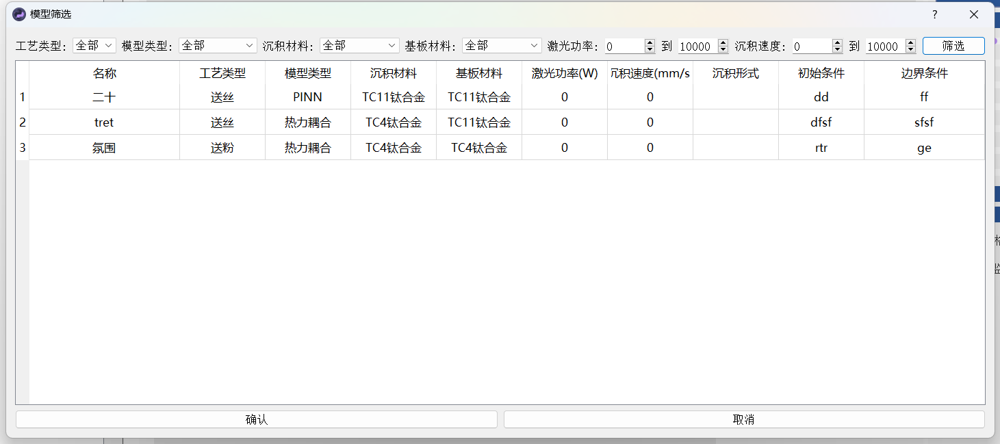 模型筛选 ?
工艺类型: 全部 模型类型: 全部 沉积材料: 全部 基板材料: 全部 激光功率: 0 到 10000 沉积速度: 0 到 10000 筛选
名称 工艺类型 模型类型 沉积材料 基板材料 激光功率(W) 沉积速度(mm/s 沉积形式 初始条件 边界条件
1 二十 送丝 PINN TC11钛合金 TC11钛合金 0 0 dd ff
2 tret 送丝 热力耦合 TC4钛合金 TC11钛合金 0 0 dfsf sfsf
3 氛围 送粉 热力耦合 TC4钛合金 TC4钛合金 0 0 rtr ge
确认 取消